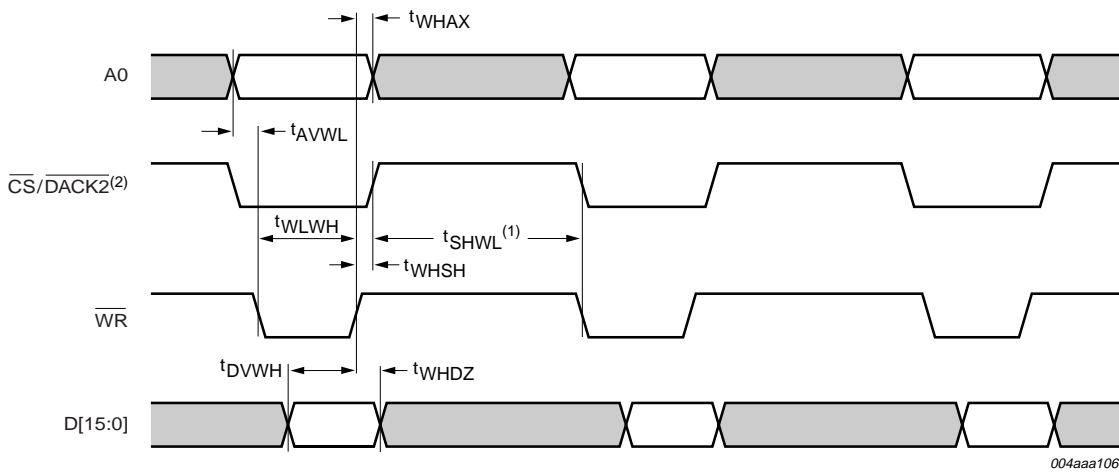 tWHAX
A0
tAVWL
CS/DACK2(2)
tWLWH
tSHWL(1)
tWHSH
WR
tDVWH
tWHDZ
D[15:0]
004aaa106